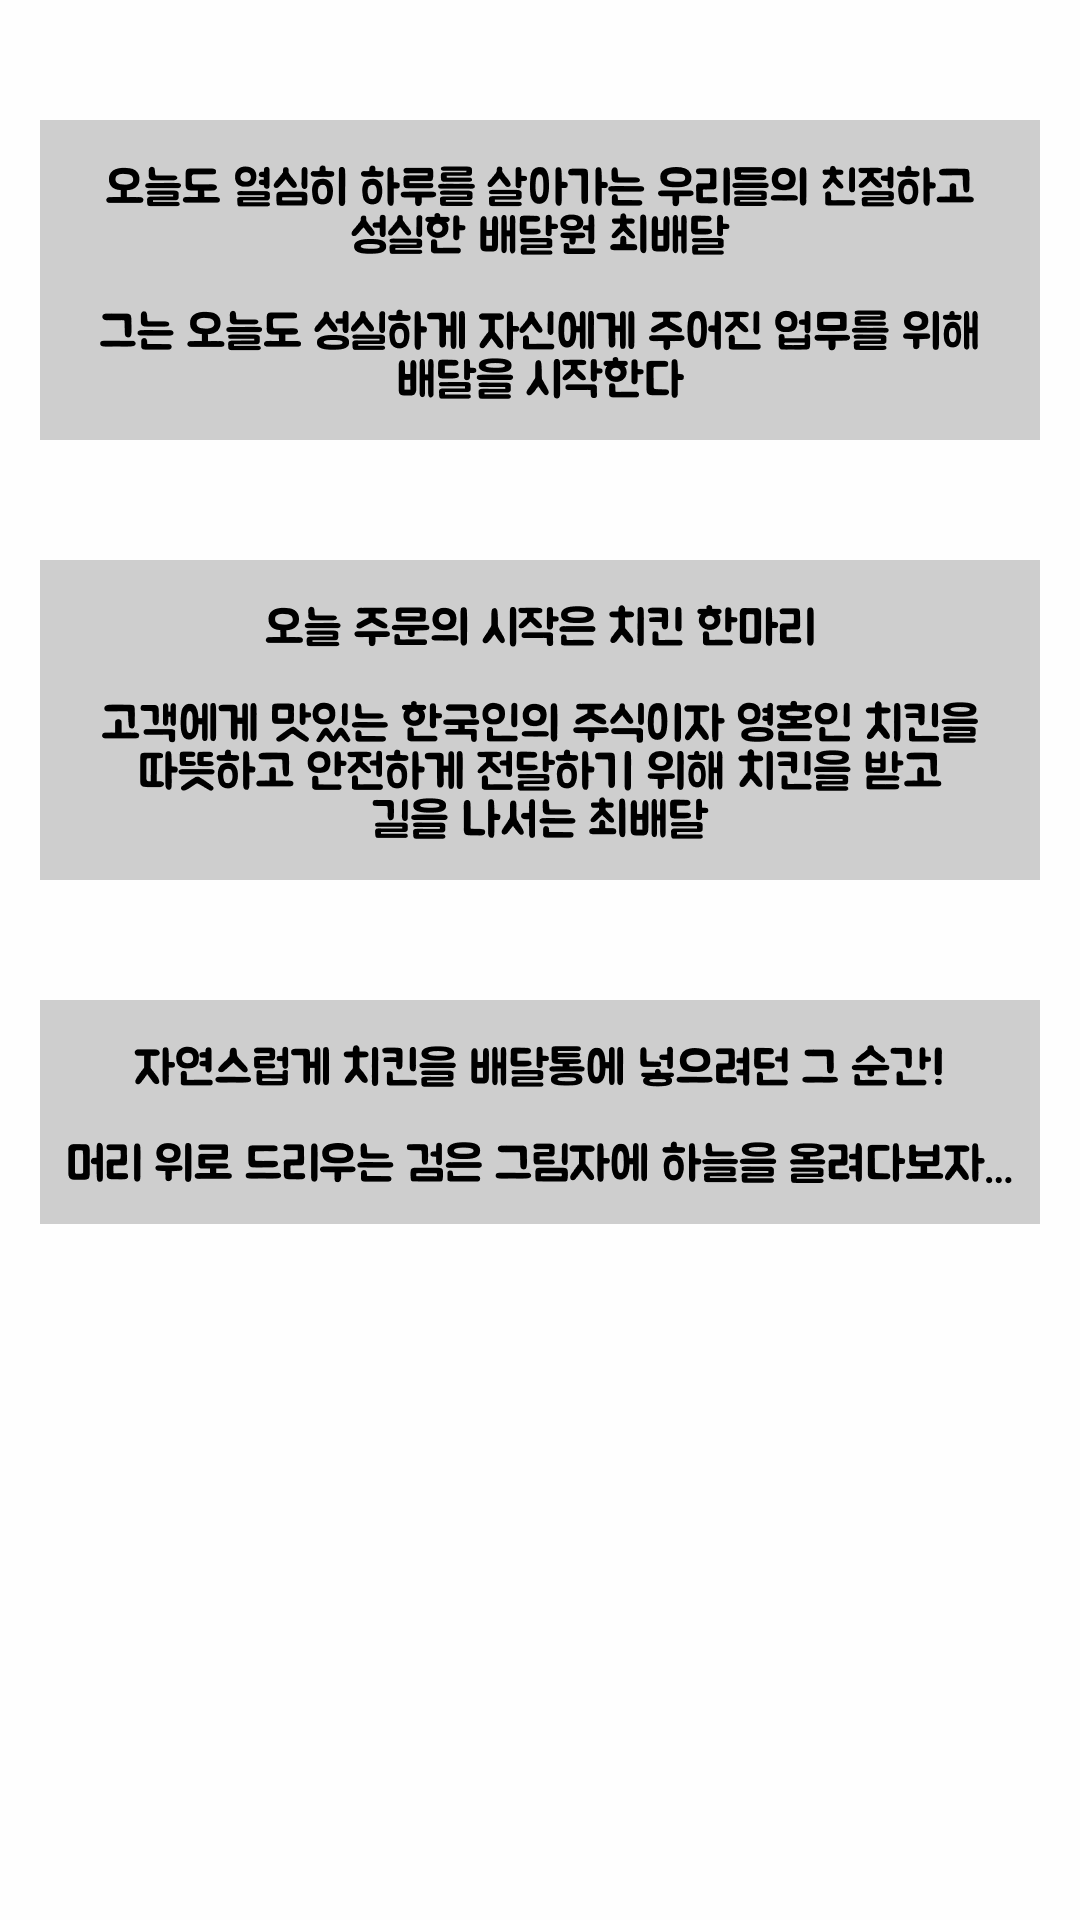 오늘도 열심히 하루를 살아가는 우리들의 친절하고
성실한 배달원 최배달
그는 오늘도 성실하게 자신에게 주어진 업무를 위해
배달을 시작한다
오늘 주문의 시작은 치킨 한마리
고객에게 맛있는 한국인의 주식이자 영혼인 치킨을
따뜻하고 안전하게 전달하기 위해 치킨을 받고
길을 나서는 최배달
자연스럽게 치킨을 배달통에 넣으려던 그 순간!
머리 위로 드리우는 검은 그림자에 하늘을 올려다보자...